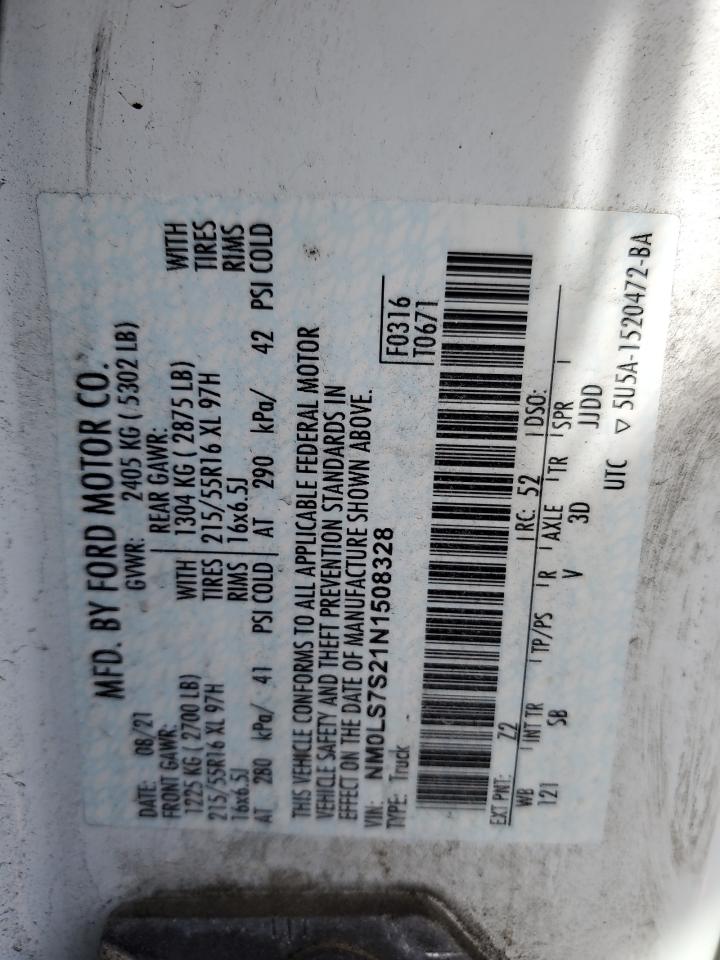 MFD. BY FORD MOTOR CO.
DATE: 08/21 GVWR: 2405 KG ( 5302 LB)
FRONT GAWR: REAR GAWR:
1225 KG ( 2700 LB) WITH 1304 KG ( 2875 LB) WITH
215/55R16 XL 97H TIRES 215/55R16 XL 97H TIRES
16x6.5J RIMS 16x6.5J RIMS
AT 280 kPa/ 41 PSI COLD AT 290 kPa/ 42 PSI COLD
THIS VEHICLE CONFORMS TO ALL APPLICABLE FEDERAL MOTOR
VEHICLE SAFETY AND THEFT PREVENTION STANDARDS IN
EFFECT ON THE DATE OF MANUFACTURE SHOWN ABOVE.
VIN: NM0LS7S21N1508328 F0316
TYPE: Truck T0671
EXT PNT: Z2 RC: 52 DSO:
WB INT TR TP/PS R AXLE TR SPR
121 SB V 3D JJDD
UTC ▽ 5U5A-1520472-BA